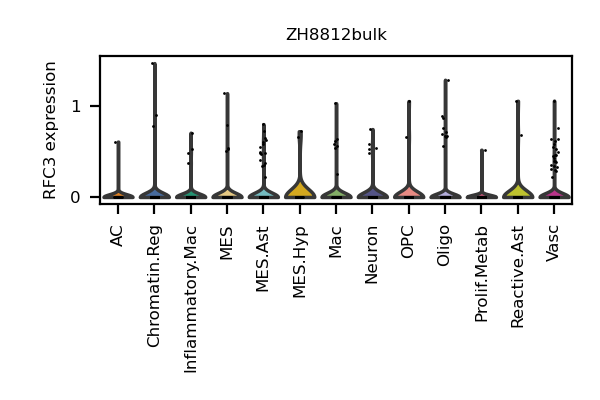 ZH8812bulk
RFC3 expression
1
0
AC
Chromatin.Reg
Inflammatory.Mac
MES
MES.Ast
MES.Hyp
Mac
Neuron
OPC
Oligo
Prolif.Metab
Reactive.Ast
Vasc